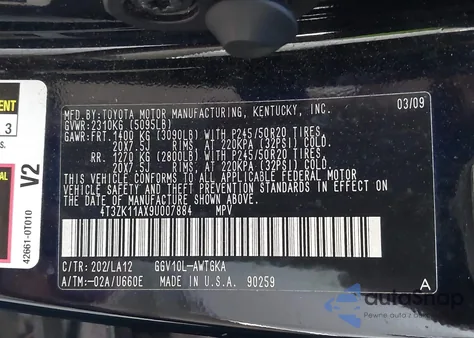 MENT
3
V2
42661-0T010
MFD.BY:TOYOTA MOTOR MANUFACTURING, KENTUCKY, INC.
03/09
GVWR:2310KG (5095LB)
GAWR:FRT. 1400 KG (3090LB) WITH P245/50R20 TIRES,
20X7.5J RIMS, AT 220KPA (32PSI) COLD.
RR. 1270 KG (2800LB) WITH P245/50R20 TIRES,
20X7.5J RIMS, AT 220KPA (32PSI) COLD.
THIS VEHICLE CONFORMS TO ALL APPLICABLE FEDERAL MOTOR
VEHICLE SAFETY STANDARDS IN EFFECT ON
THE DATE OF MANUFACTURE SHOWN ABOVE.
4T3ZK11AX9U007884 MPV
C/TR: 202/LA12 GGV10L-AWTGKA
A/TM:-02A/U660E MADE IN U.S.A. 90259
A
autoSnap
Pewne auto z